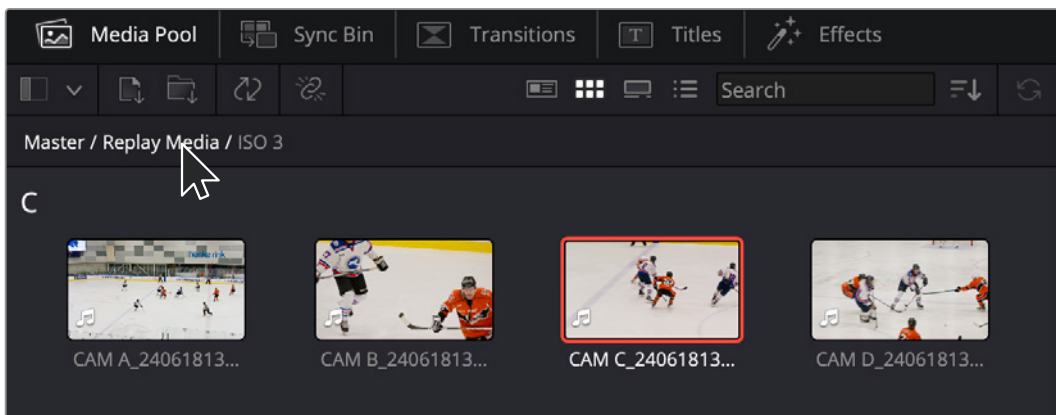 Media Pool Sync Bin Transitions T Titles Effects
Search
Master / Replay Media / ISO 3
C
CAM A_24061813... CAM B_24061813... CAM C_24061813... CAM D_24061813...